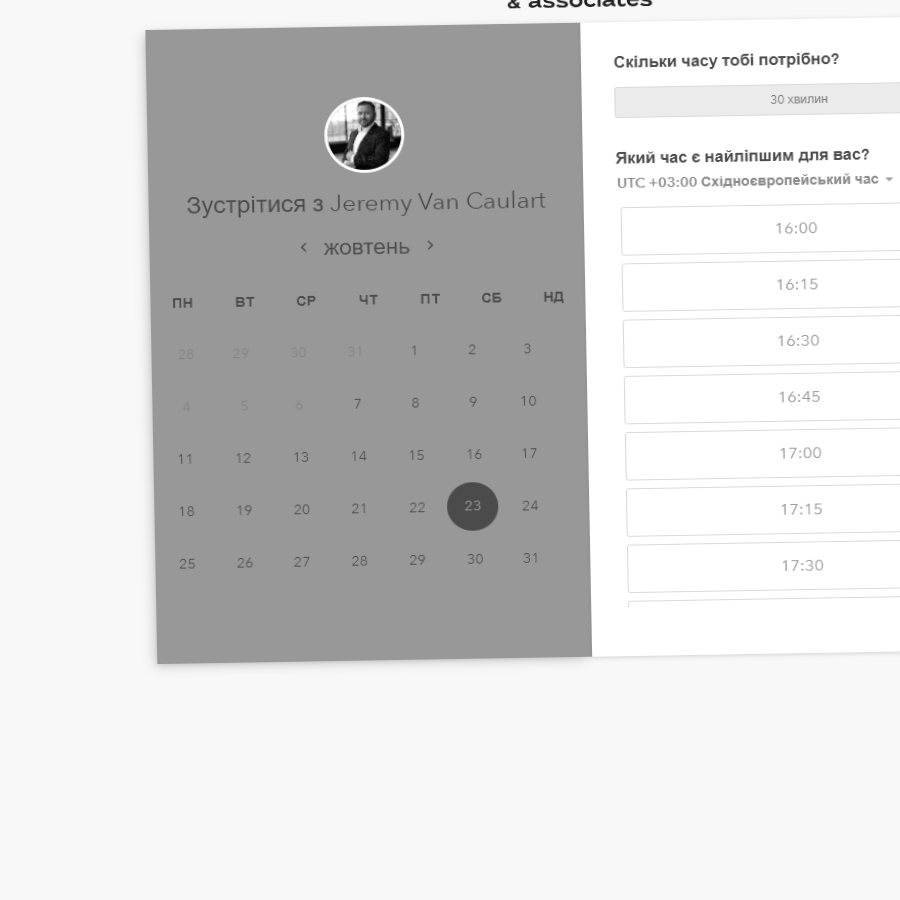 & associates
Зустрітися з Jeremy Van Caulart
жовтень
ПН ВТ СР ЧТ ПТ СБ НД
28 29 30 31 1 2 3
4 5 6 7 8 9 10
11 12 13 14 15 16 17
18 19 20 21 22 23 24
25 26 27 28 29 30 31
Скільки часу тобі потрібно?
30 хвилин
Який час є найліпшим для вас?
UTC +03:00 Східноєвропейський час
16:00
16:15
16:30
16:45
17:00
17:15
17:30